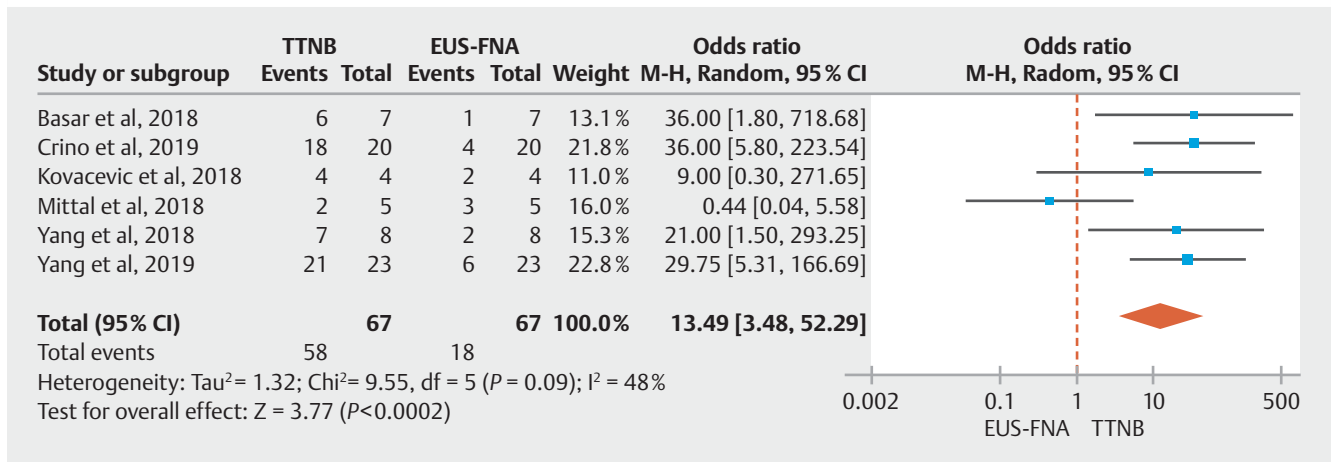 TTNB EUS-FNA Odds ratio Odds ratio
Study or subgroup Events Total Events Total Weight M-H, Random, 95% CI M-H, Radom, 95% CI
Basar et al, 2018 6 7 1 7 13.1% 36.00 [1.80, 718.68]
Crino et al, 2019 18 20 4 20 21.8% 36.00 [5.80, 223.54]
Kovacevic et al, 2018 4 4 2 4 11.0% 9.00 [0.30, 271.65]
Mittal et al, 2018 2 5 3 5 16.0% 0.44 [0.04, 5.58]
Yang et al, 2018 7 8 2 8 15.3% 21.00 [1.50, 293.25]
Yang et al, 2019 21 23 6 23 22.8% 29.75 [5.31, 166.69]
Total (95% CI) 67 67 100.0% 13.49 [3.48, 52.29]
Total events 58 18
Heterogeneity: Tau² = 1.32; Chi² = 9.55, df = 5 (P = 0.09); I² = 48%
Test for overall effect: Z = 3.77 (P<0.0002)
0.002 0.1 1 10 500
EUS-FNA TTNB